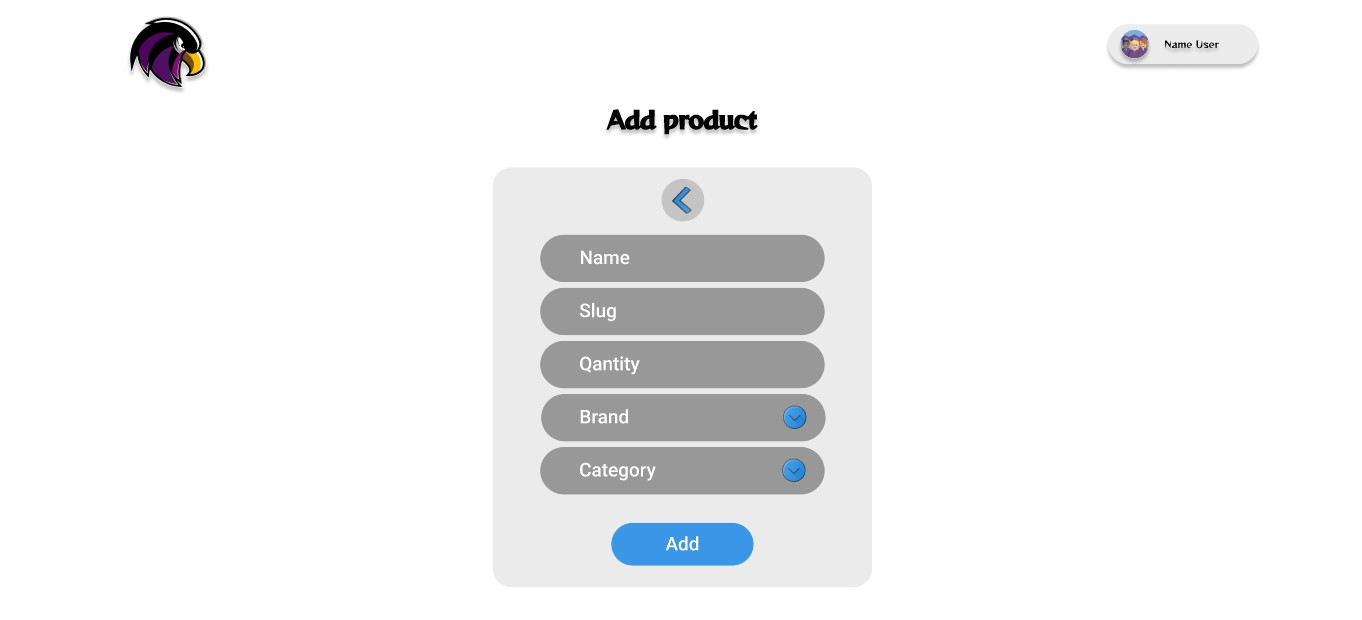 Name User
Add product
Name
Slug
Qantity
Brand
Category
Add